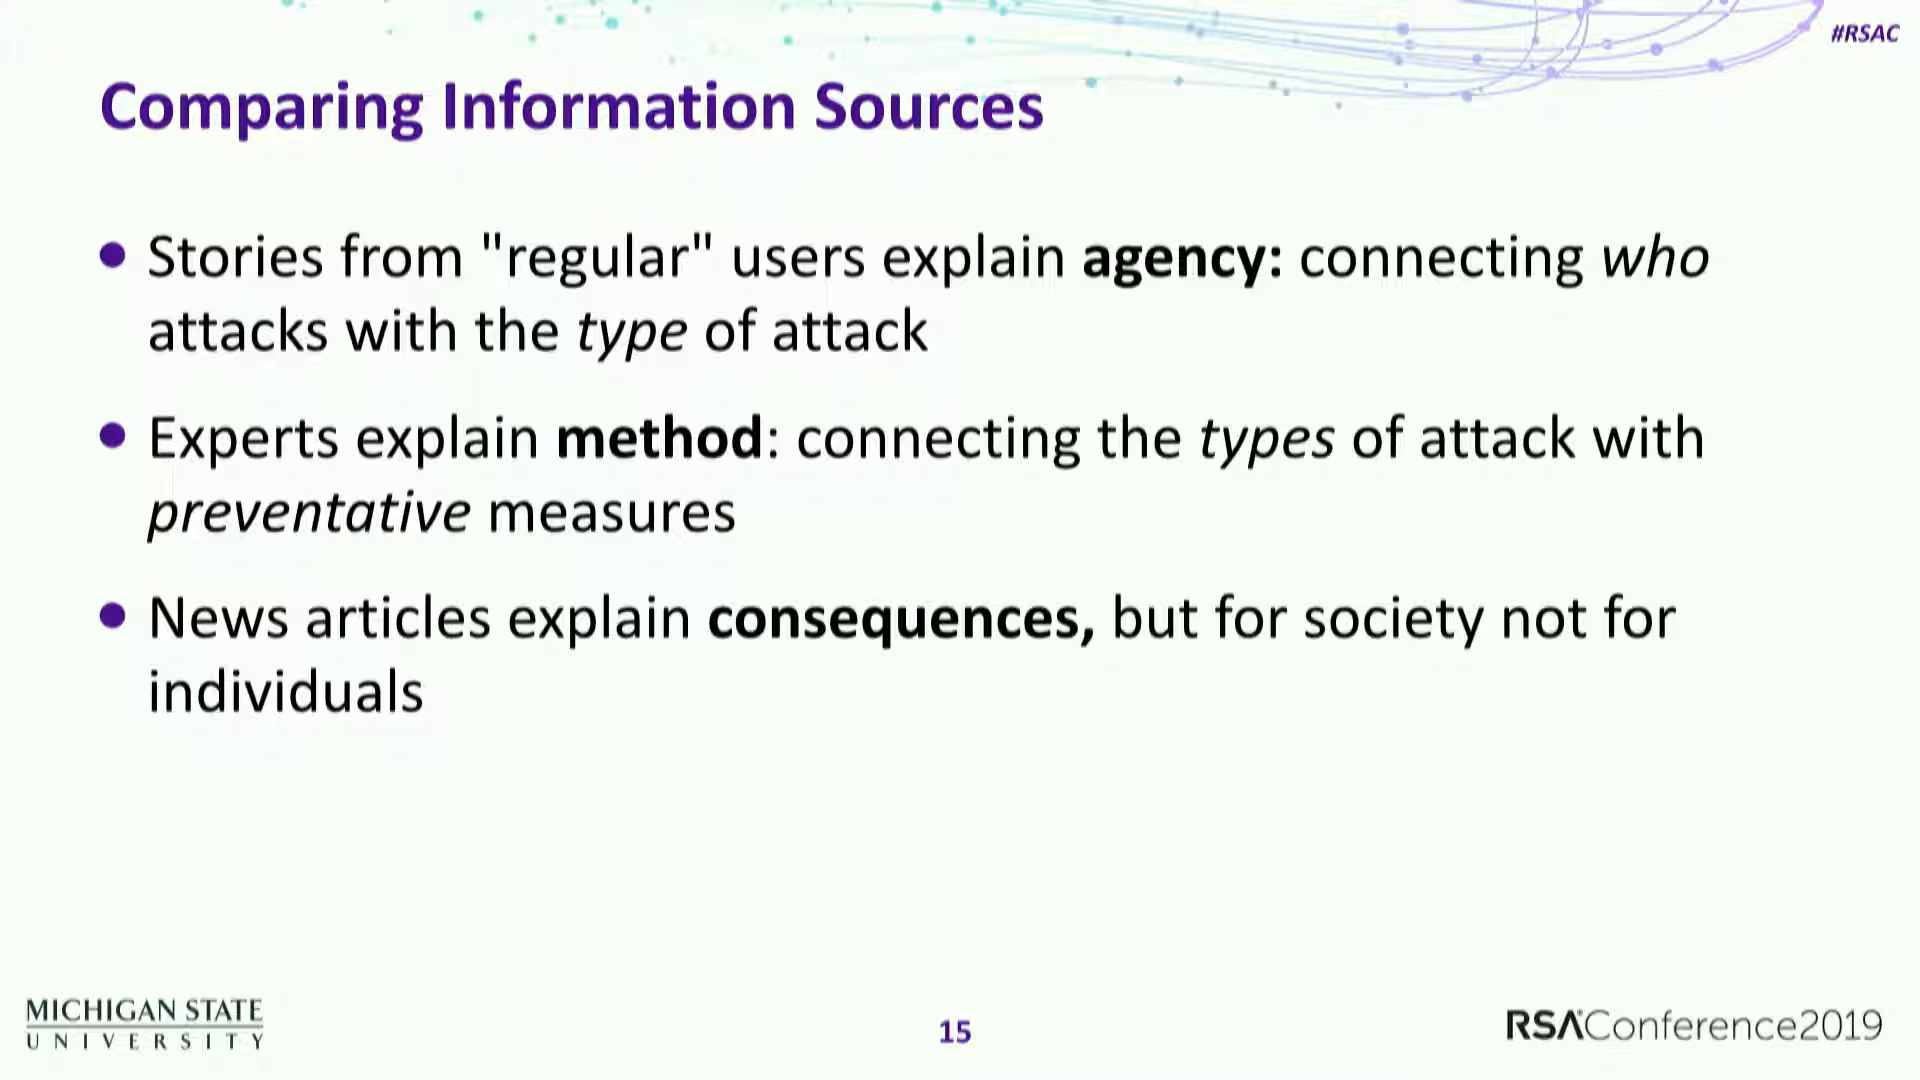 #RSAC
Comparing Information Sources
• Stories from "regular" users explain agency: connecting who
attacks with the type of attack
• Experts explain method: connecting the types of attack with
preventative measures
• News articles explain consequences, but for society not for
individuals
MICHIGAN STATE
UNIVERSITY
15
RSAConference2019